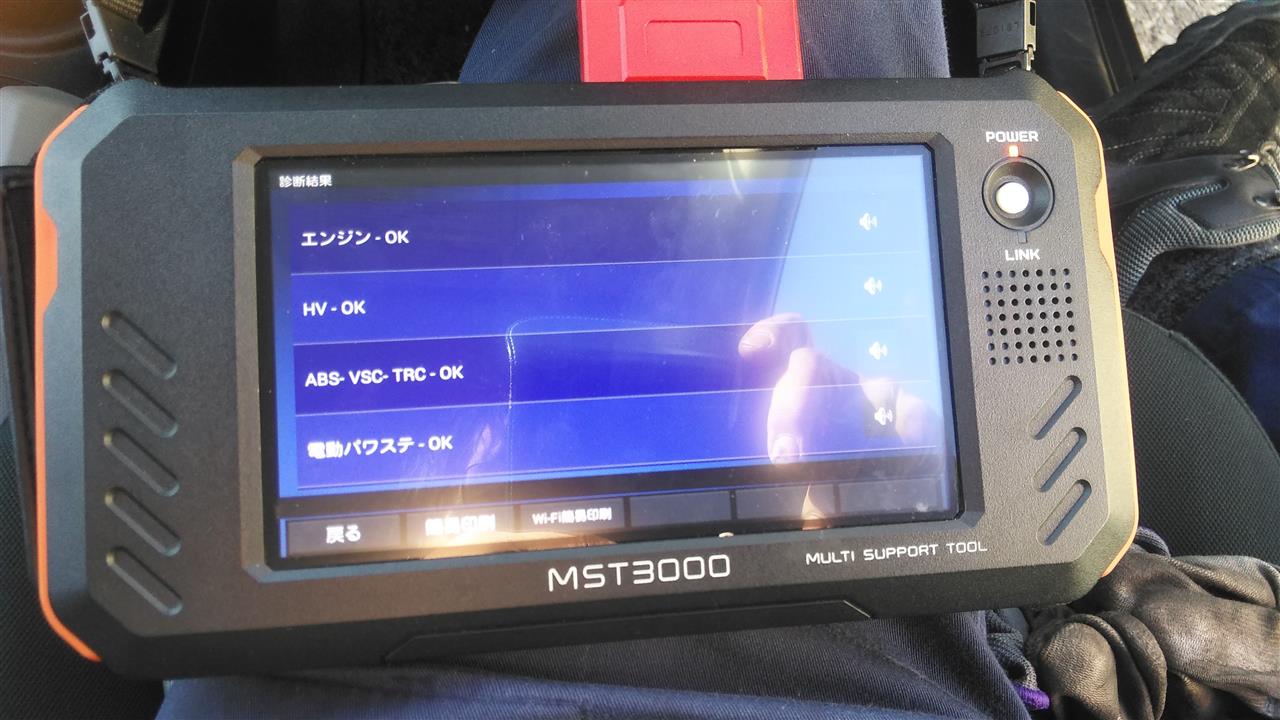 POWER
診断結果
エンジン - OK
LINK
HV - OK
ABS- VSC- TRC - OK
電動パワステ - OK
戻る
簡易印刷
Wi-Fi簡易印刷
MST3000
MULTI SUPPORT TOOL